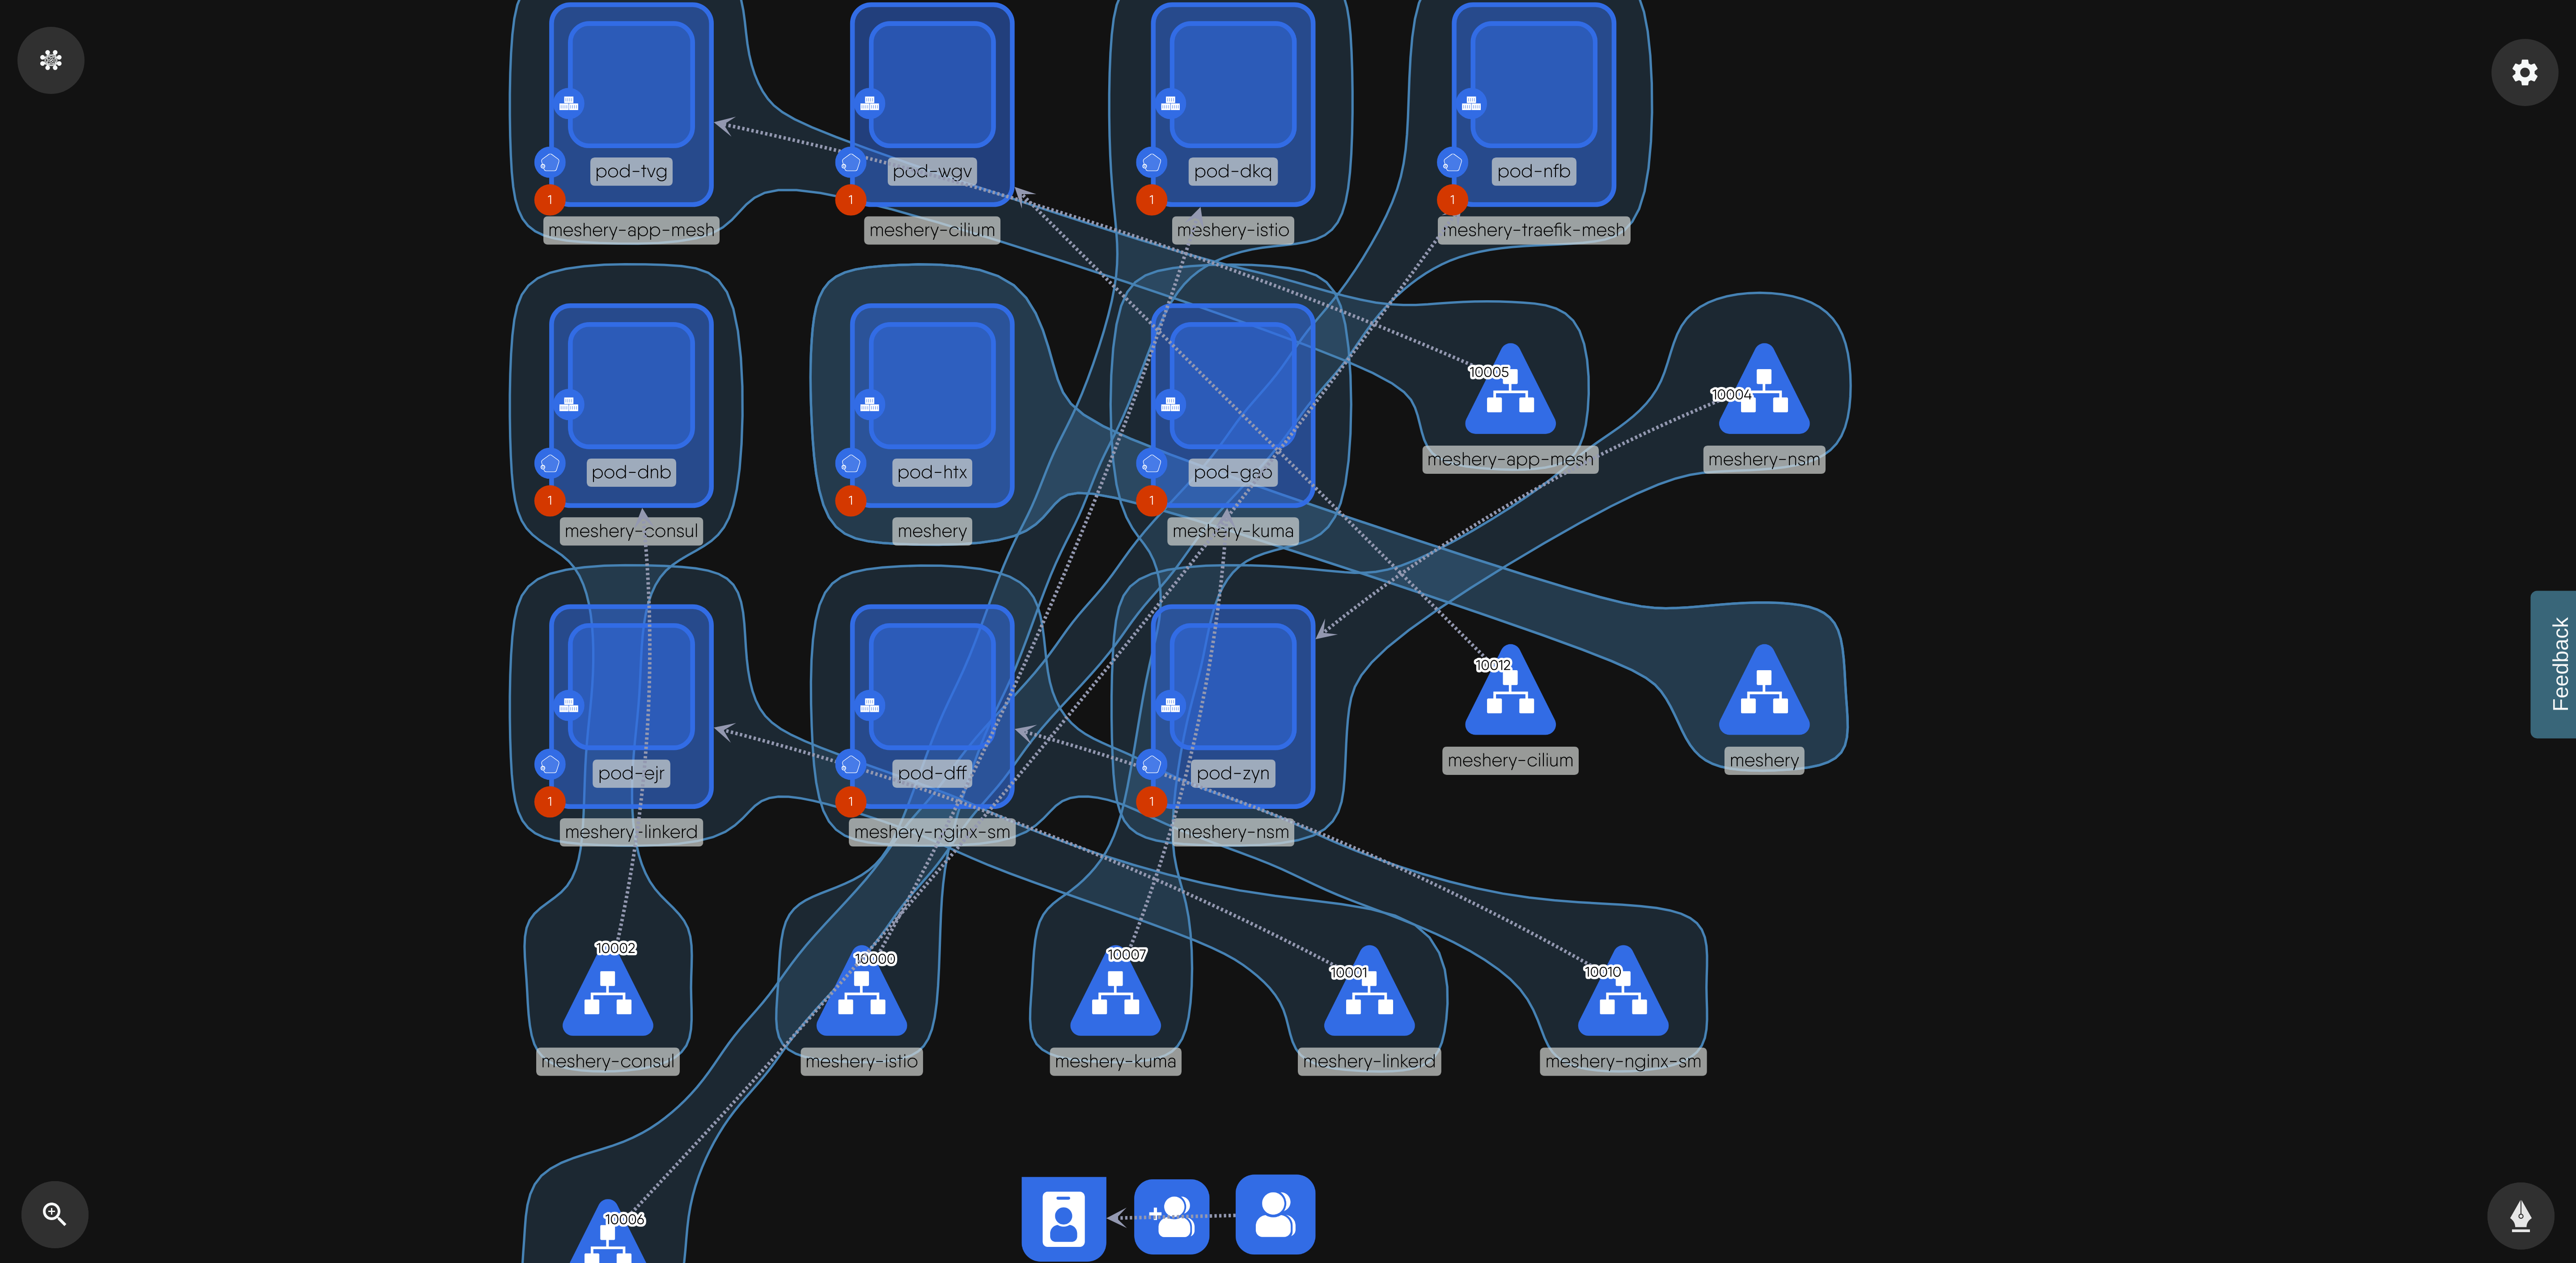 pod-tvg
pod-wgv
pod-dkq
pod-nfb
1
1
1
1
meshery-app-mesh
meshery-cilium
meshery-istio
meshery-traefik-mesh
10005
10004
meshery-app-mesh
meshery-nsm
pod-dnb
pod-htx
pod-gao
1
1
1
meshery-consul
meshery
meshery-kuma
Feedback
10012
meshery-cilium
meshery
pod-ejr
pod-dff
pod-zyn
1
1
1
meshery-linkerd
meshery-nginx-sm
meshery-nsm
10002
10000
10007
10001
10010
meshery-consul
meshery-istio
meshery-kuma
meshery-linkerd
meshery-nginx-sm
10006